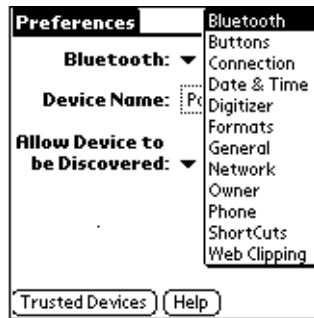 Preferences
Bluetooth:
Device Name:
Allow Device to
be Discovered:
Bluetooth
Buttons
Connection
Date & Time
Digitizer
Formats
General
Network
Owner
Phone
ShortCuts
Web Clipping
Trusted Devices
Help